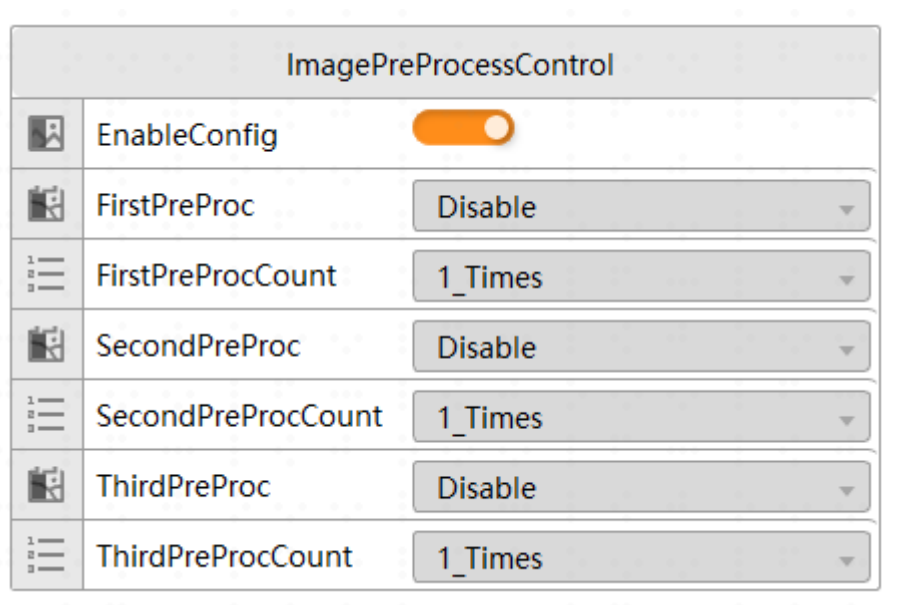 ImagePreProcessControl
EnableConfig
FirstPreProc Disable
FirstPreProcCount 1_Times
SecondPreProc Disable
SecondPreProcCount 1_Times
ThirdPreProc Disable
ThirdPreProcCount 1_Times